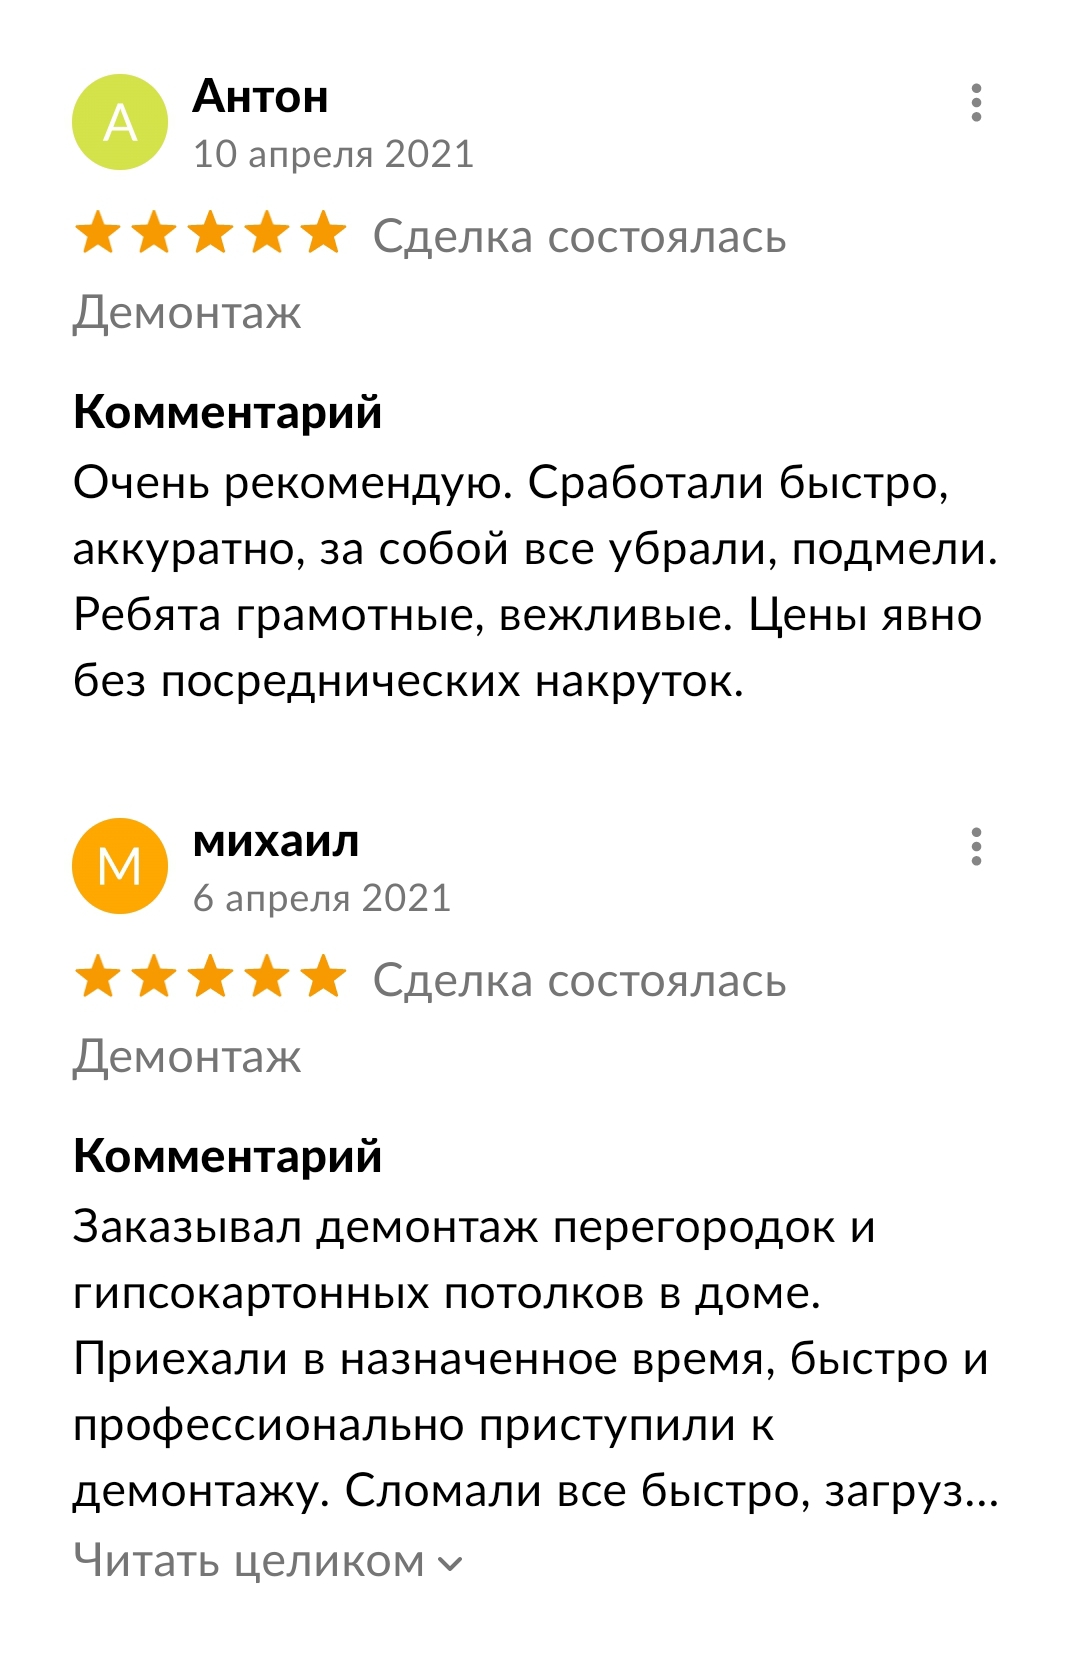 А
Антон
10 апреля 2021
Сделка состоялась
Демонтаж
Комментарий
Очень рекомендую. Сработали быстро,
аккуратно, за собой все убрали, подмели.
Ребята грамотные, вежливые. Цены явно
без посреднических накруток.
М
михаил
6 апреля 2021
Сделка состоялась
Демонтаж
Комментарий
Заказывал демонтаж перегородок и
гипсокартонных потолков в доме.
Приехали в назначенное время, быстро и
профессионально приступили к
демонтажу. Сломали все быстро, загруз...
Читать целиком